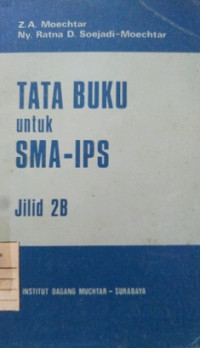 Z.A. Moechtar
Ny. Ratna D. Soejadi-Moechtar
TATA BUKU
untuk
SMA-IPS
Jilid 2B
INSTITUT DAGANG MUCHTAR - SURABAYA